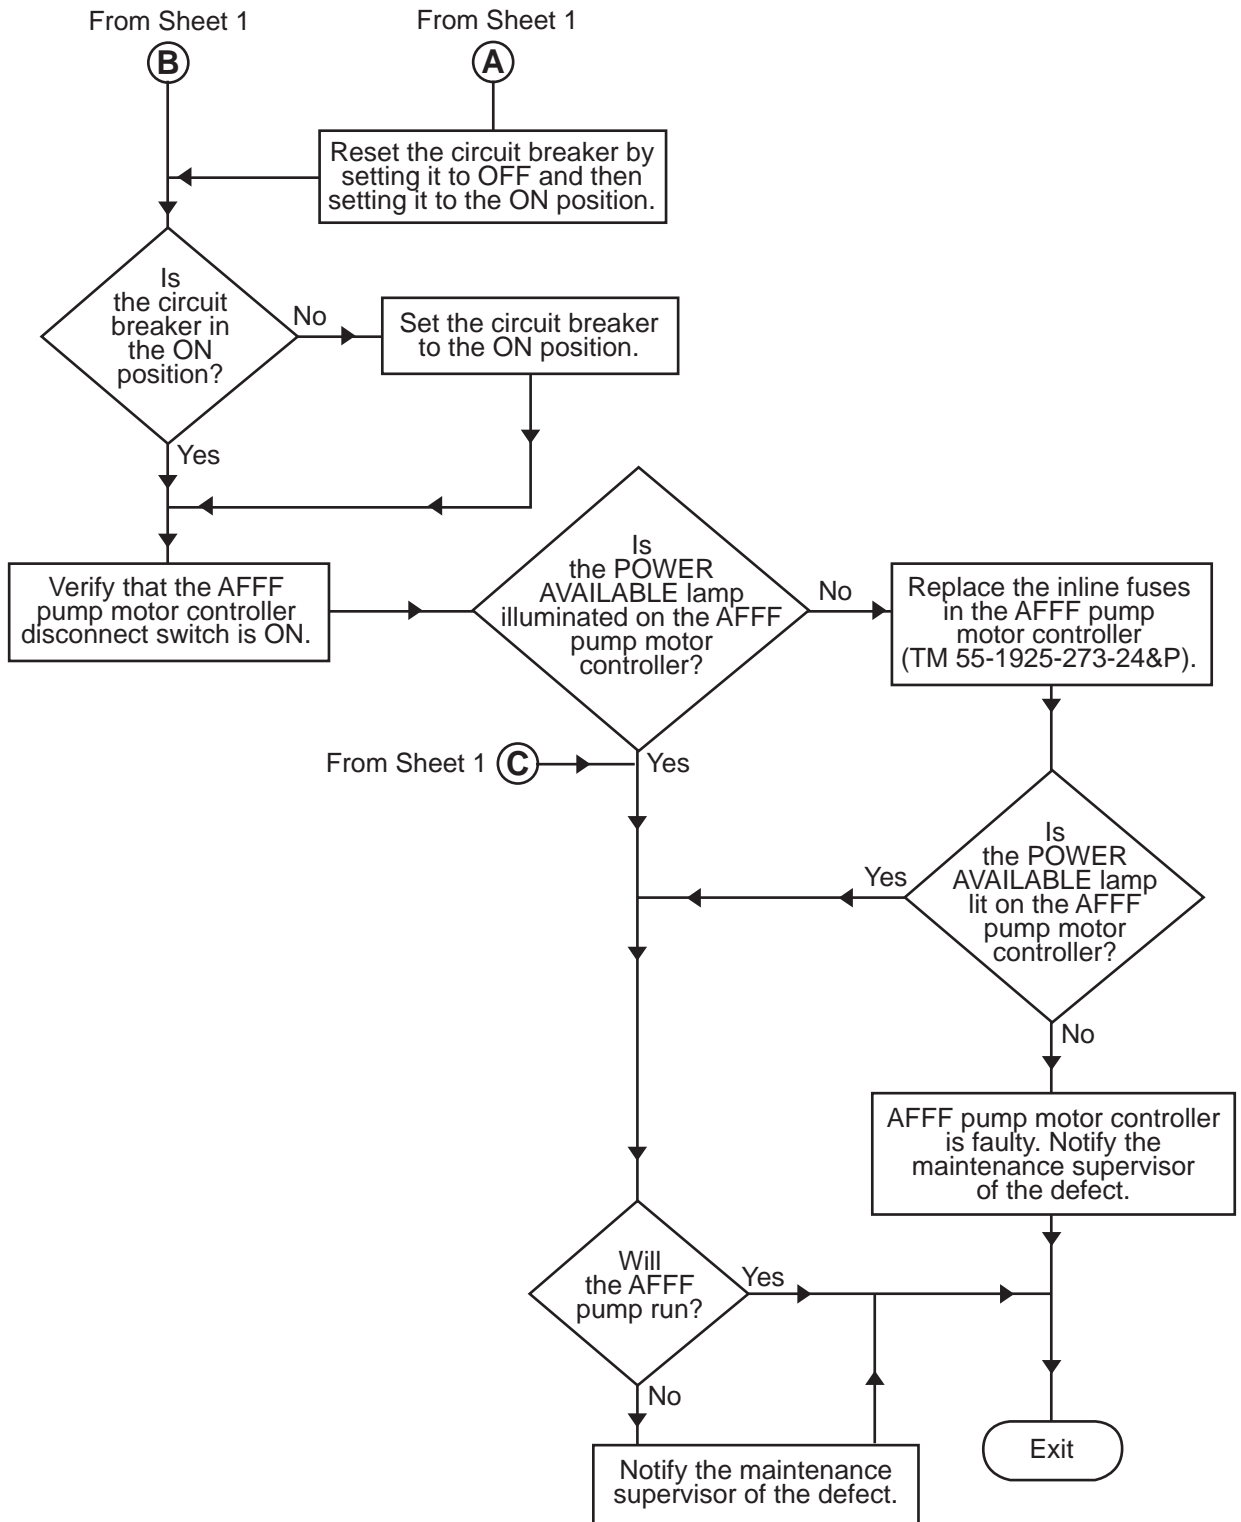 From Sheet 1
B
From Sheet 1
A
Reset the circuit breaker by
setting it to OFF and then
setting it to the ON position.
Is
the circuit
breaker in
the ON
position?
No
Set the circuit breaker
to the ON position.
Yes
Verify that the AFFF
pump motor controller
disconnect switch is ON.
Is
the POWER
AVAILABLE lamp
illuminated on the AFFF
pump motor
controller?
No
Replace the inline fuses
in the AFFF pump
motor controller
(TM 55-1925-273-24&P).
From Sheet 1
C
Yes
Is
the POWER
AVAILABLE lamp
lit on the AFFF
pump motor
controller?
Yes
No
AFFF pump motor controller
is faulty. Notify the
maintenance supervisor
of the defect.
Will
the AFFF
pump run?
Yes
No
Notify the maintenance
supervisor of the defect.
Exit